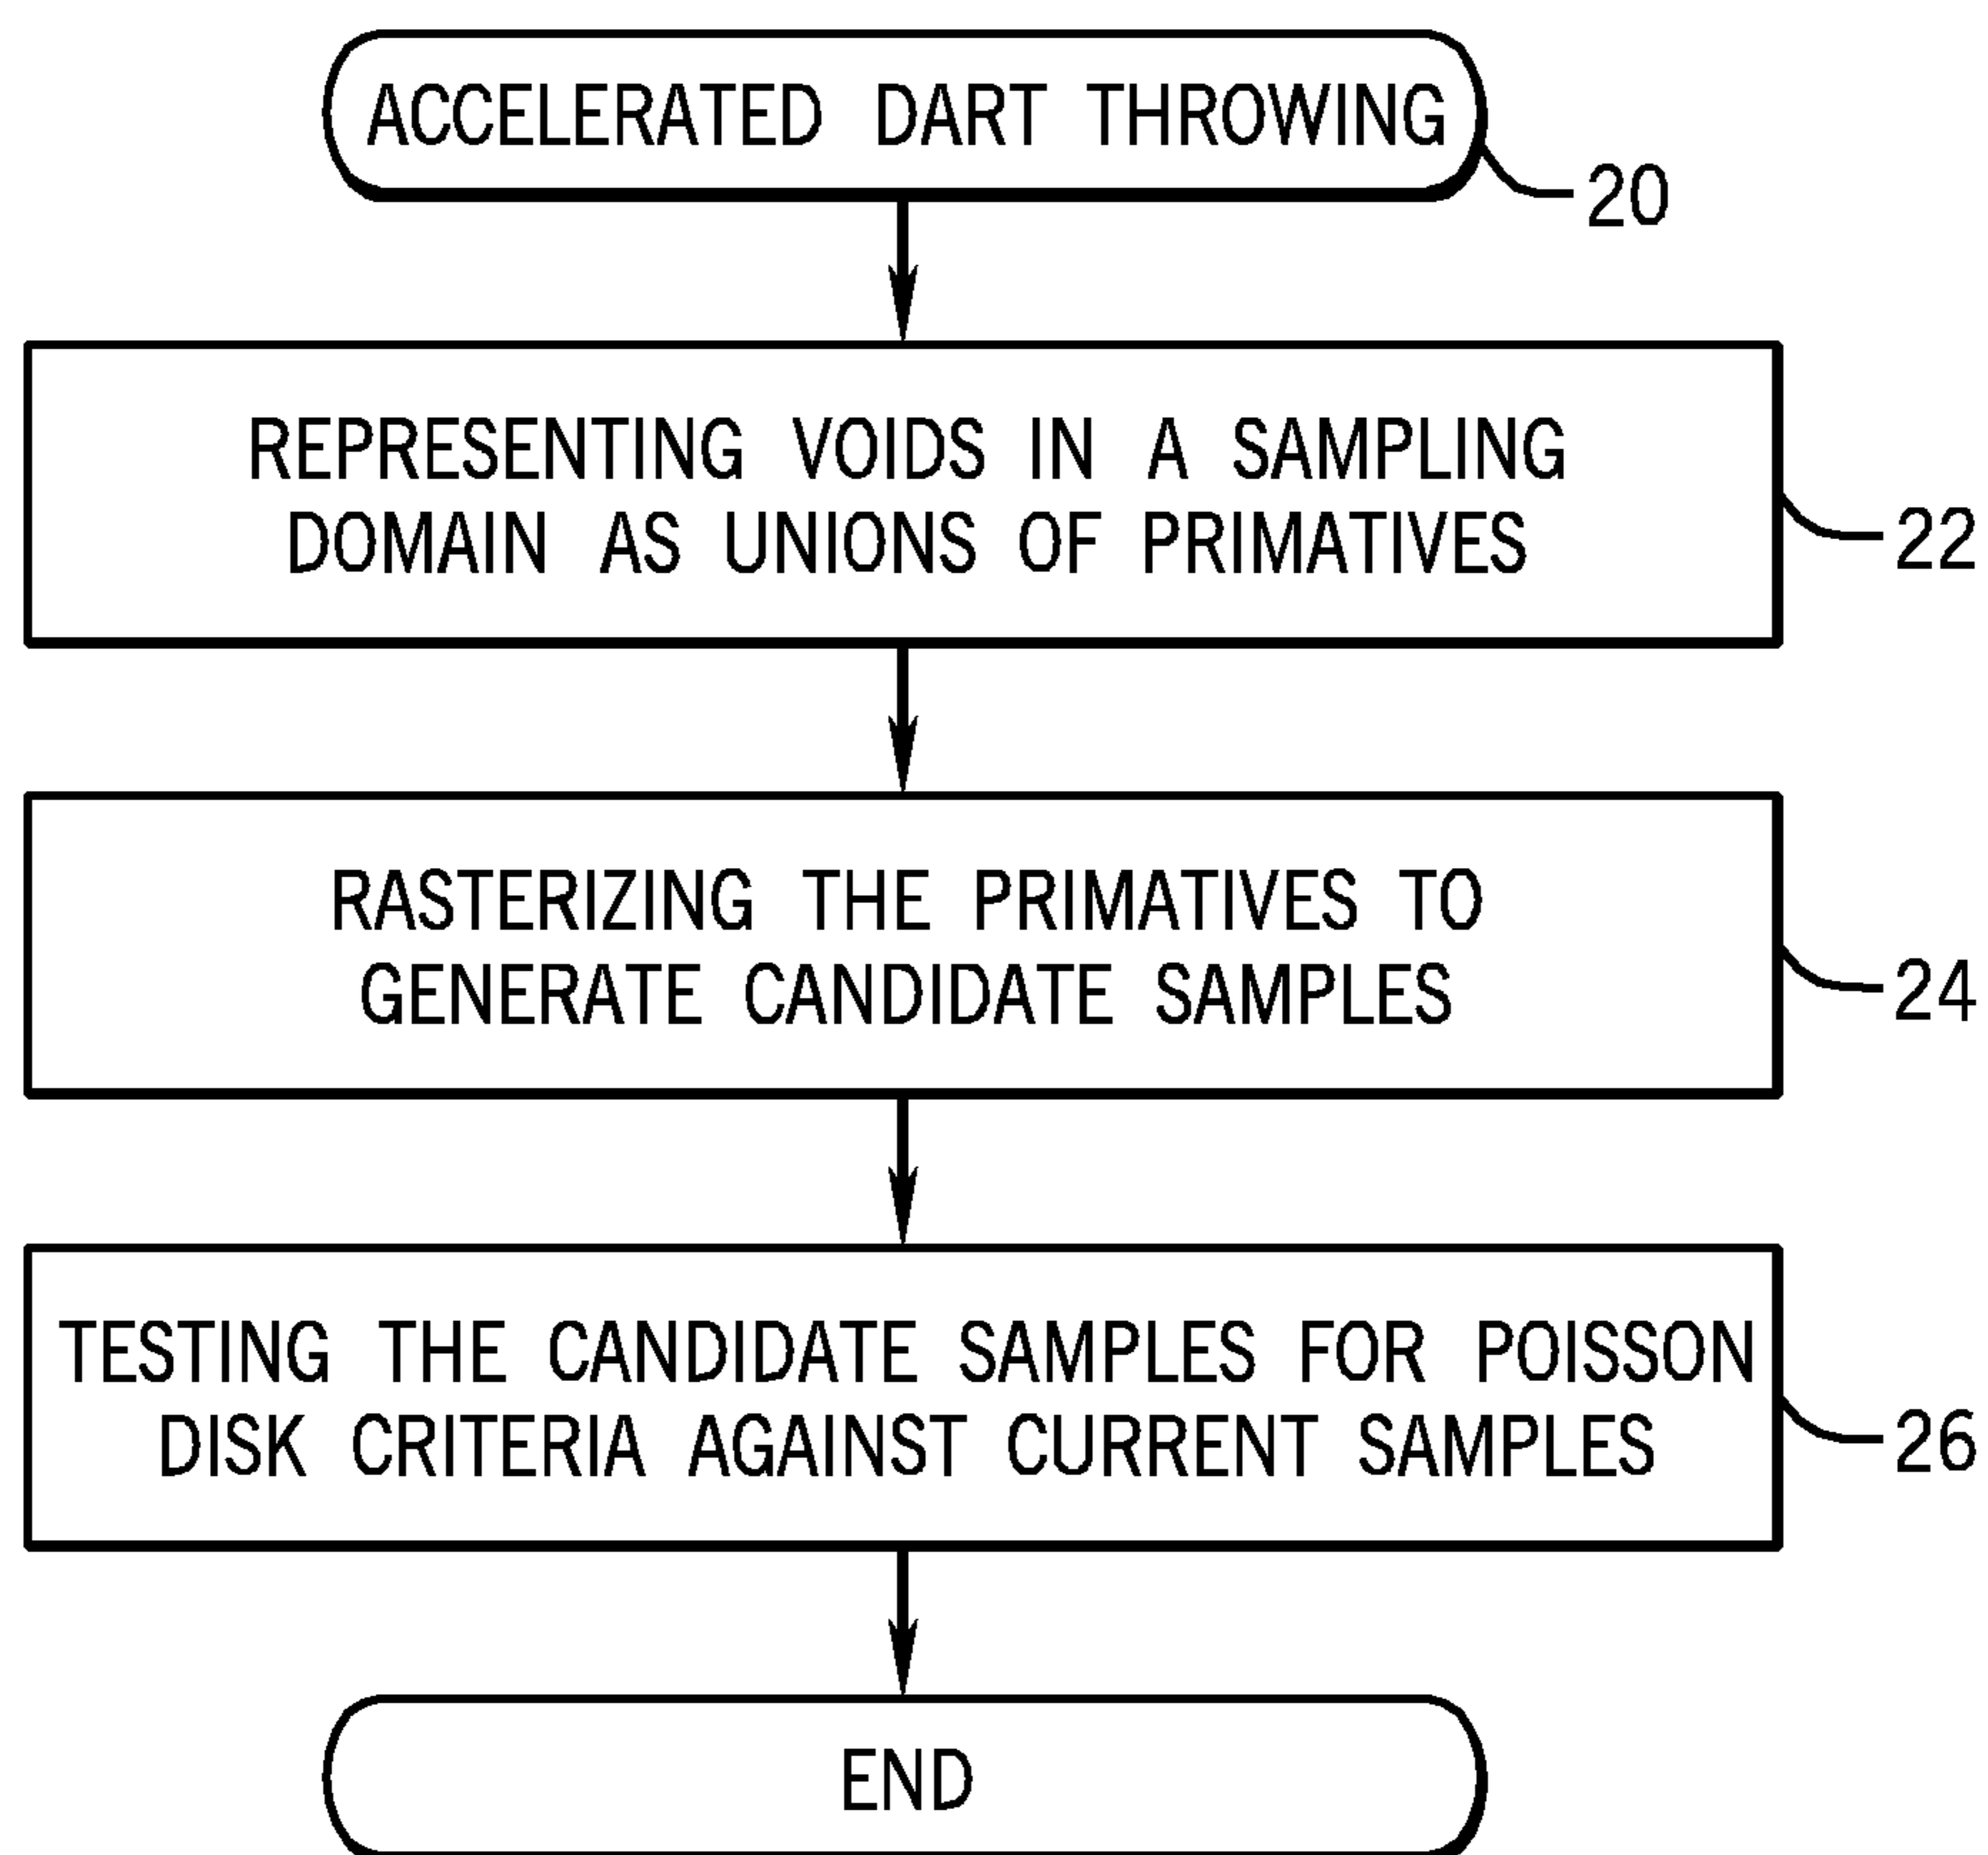 ACCELERATED DART THROWING
20
REPRESENTING VOIDS IN A SAMPLING
DOMAIN AS UNIONS OF PRIMATIVES
22
RASTERIZING THE PRIMATIVES TO
GENERATE CANDIDATE SAMPLES
24
TESTING THE CANDIDATE SAMPLES FOR POISSON
DISK CRITERIA AGAINST CURRENT SAMPLES
26
END